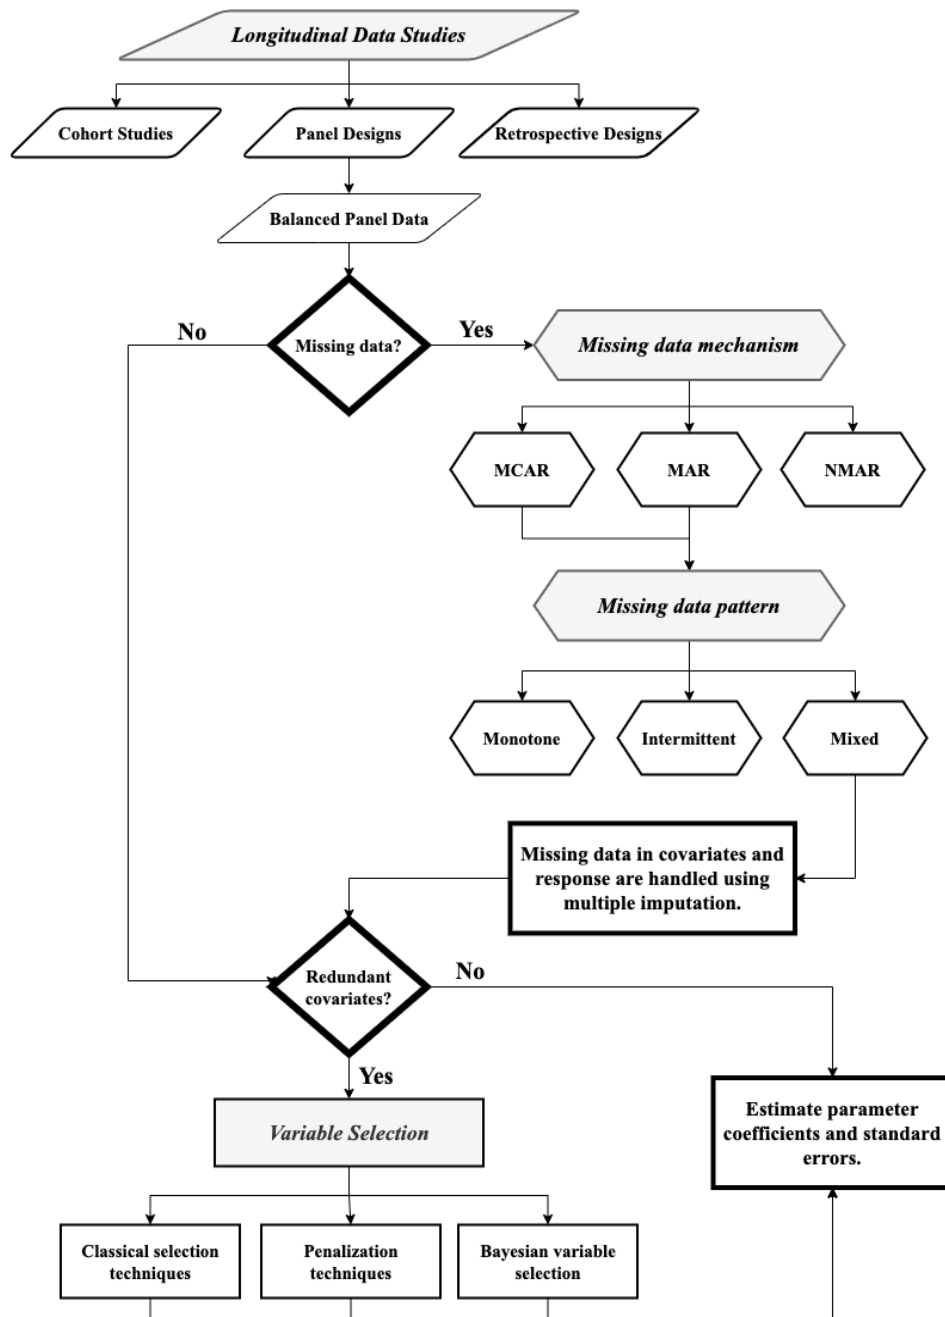 Longitudinal Data Studies
Cohort Studies
Panel Designs
Retrospective Designs
Balanced Panel Data
No
Missing data?
Yes
Missing data mechanism
MCAR
MAR
NMAR
Missing data pattern
Monotone
Intermittent
Mixed
Missing data in covariates and
response are handled using
multiple imputation.
Redundant
covariates?
No
Yes
Estimate parameter
coefficients and standard
errors.
Variable Selection
Classical selection
techniques
Penalization
techniques
Bayesian variable
selection